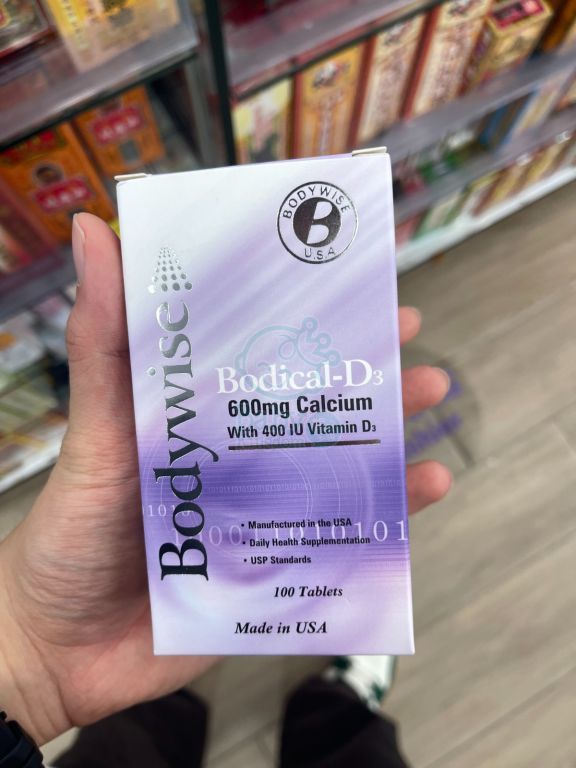 BODYWISE
B
U.S.A
Bodywise
Bodical-D3
600mg Calcium
With 400 IU Vitamin D3
• Manufactured in the USA
• Daily Health Supplementation
• USP Standards
100 Tablets
Made in USA